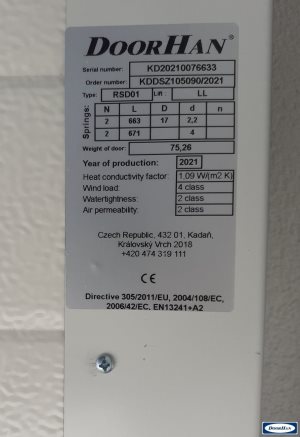 DOORHAN®
Serial number: KD20210076633
Order number: KDDSZ105090/2021
Type: RSD01 Lift: LL
Springs:
N L D d n
2 663 17 2,2
2 671 4
Weight of door: 75,26
Year of production: 2021
Heat conductivity factor: 1,09 W/(m2 K)
Wind load: 4 class
Watertightness: 2 class
Air permeability: 2 class
Czech Republic, 432 01, Kadaň,
Královský Vrch 2018
+420 474 319 111
CE
Directive 305/2011/EU, 2004/108/EC,
2006/42/EC, EN13241+A2
DOORHAN